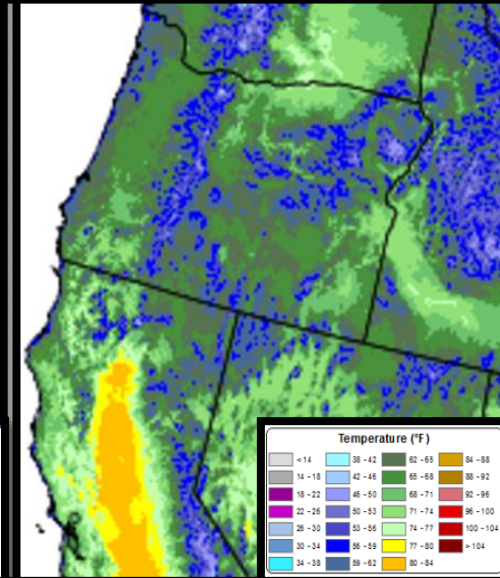 Temperature (°F)
< 14 38 - 42 62 - 65 84 - 88
14 - 18 42 - 46 65 - 68 88 - 92
18 - 22 46 - 50 68 - 71 92 - 96
22 - 26 50 - 53 71 - 74 96 - 100
26 - 30 53 - 56 74 - 77 100 - 104
30 - 34 56 - 59 77 - 80 > 104
34 - 38 59 - 62 80 - 84